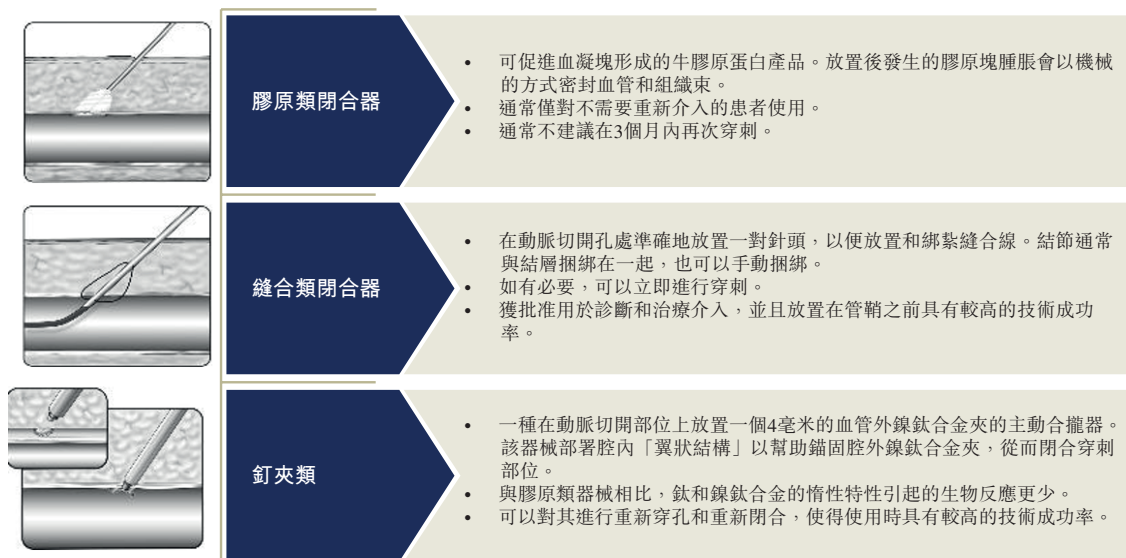 膠原類閉合器
• 可促進血凝塊形成的牛膠原蛋白產品。放置後發生的膠原塊腫脹會以機械
的方式密封血管和組織束。
• 通常僅對不需要重新介入的患者使用。
• 通常不建議在3個月內再次穿刺。
縫合類閉合器
• 在動脈切開孔處準確地放置一對針頭，以便放置和綁紮縫合線。結節通常
與結層捆綁在一起，也可以手動捆綁。
• 如有必要，可以立即進行穿刺。
• 獲批准用於診斷和治療介入，並且放置在管鞘之前具有較高的技術成功
率。
釘夾類
• 一種在動脈切開部位上放置一個4毫米的血管外鎳鈦合金夾的主動合攏器。
該器械部署腔內「翼狀結構」以幫助錨固腔外鎳鈦合金夾，從而閉合穿刺
部位。
• 與膠原類器械相比，鈦和鎳鈦合金的惰性特性引起的生物反應更少。
• 可以對其進行重新穿孔和重新閉合，使得使用時具有較高的技術成功率。